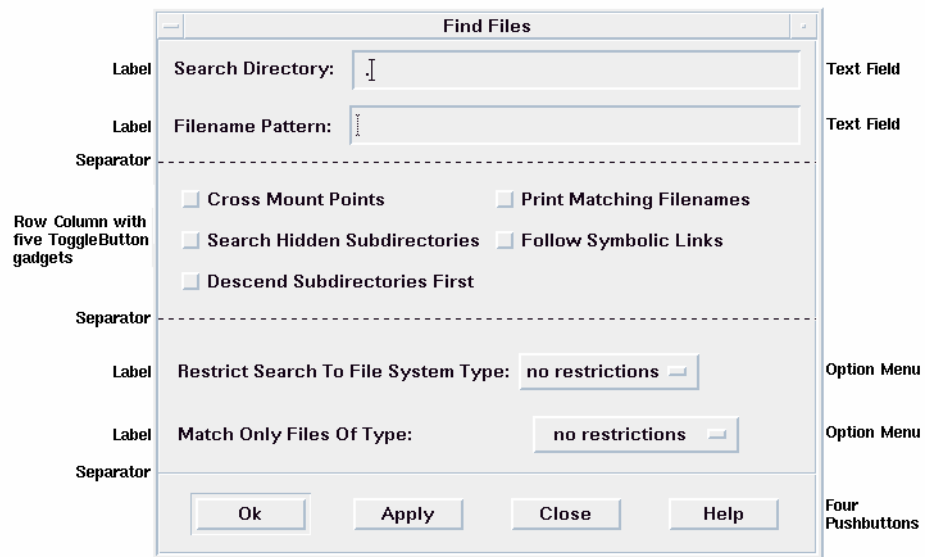 Find Files
Label Search Directory: . Text Field
Label Filename Pattern: Text Field
Separator
Cross Mount Points Print Matching Filenames
Row Column with
five ToggleButton
gadgets
Search Hidden Subdirectories Follow Symbolic Links
Descend Subdirectories First
Separator
Label Restrict Search To File System Type: no restrictions Option Menu
Label Match Only Files Of Type: no restrictions Option Menu
Separator
Ok Apply Close Help
Four
Pushbuttons